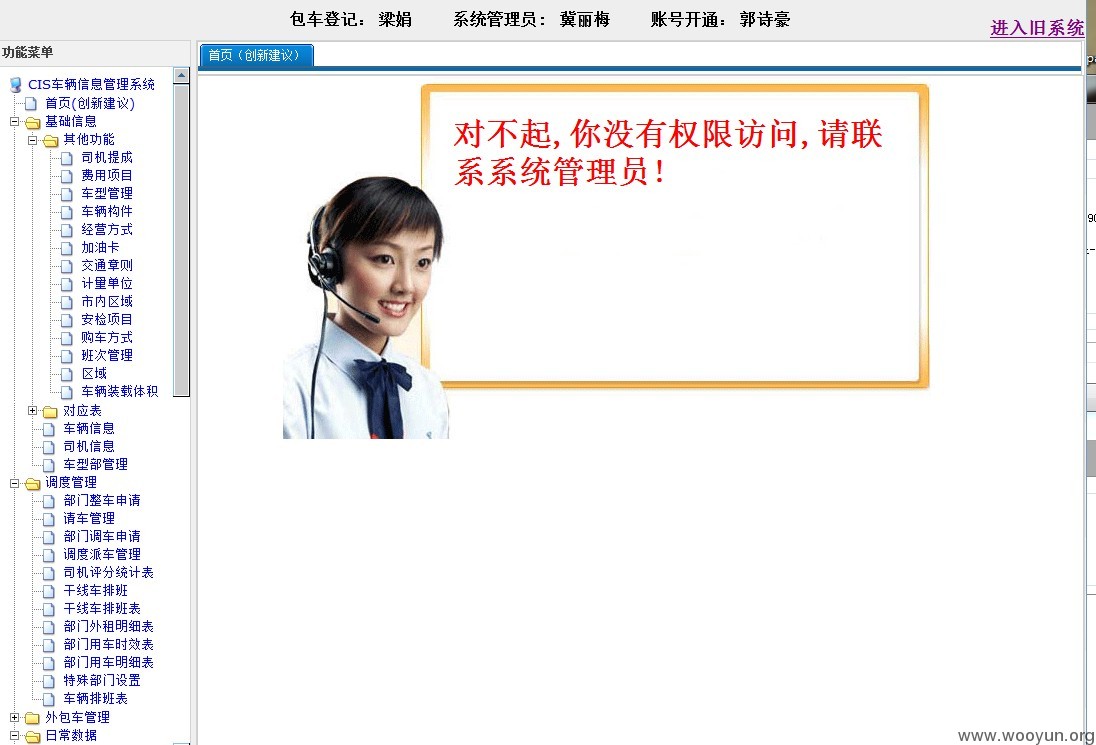 包车登记: 梁娟 系统管理员: 冀丽梅 账号开通: 郭诗豪
进入旧系统
功能菜单
首页（创新建议）
CIS车辆信息管理系统
首页(创新建议)
基础信息
其他功能
司机提成
费用项目
车型管理
车辆构件
经营方式
加油卡
交通章则
计量单位
市内区域
安检项目
购车方式
班次管理
区域
车辆装载体积
对应表
车辆信息
司机信息
车型部管理
调度管理
部门整车申请
请车管理
部门调车申请
调度派车管理
司机评分统计表
干线车排班
干线车排班表
部门外租明细表
部门用车时效表
部门用车明细表
特殊部门设置
车辆排班表
外包车管理
日常数据
对不起,你没有权限访问,请联
系系统管理员!
www.wooyun.org